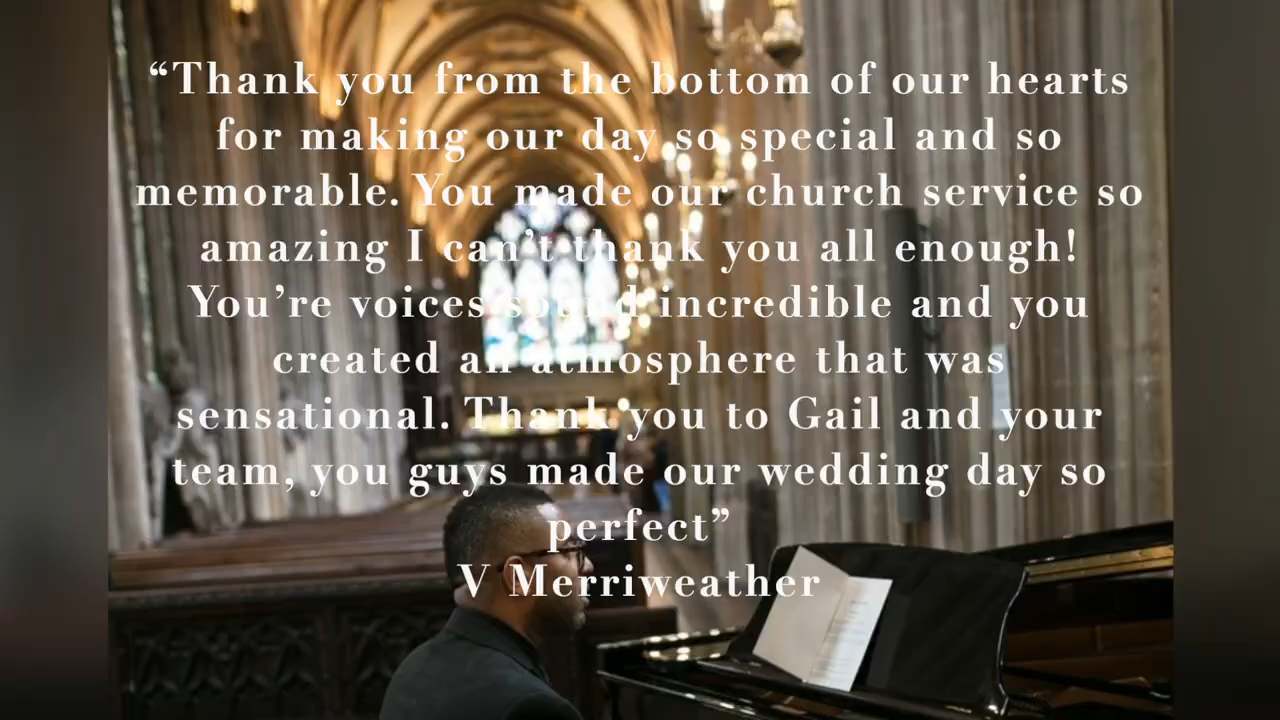 “Thank you from the bottom of our hearts
for making our day so special and so
memorable. You made our church service so
amazing I can’t thank you all enough!
You’re voices sound incredible and you
created an atmosphere that was
sensational. Thank you to Gail and your
team, you guys made our wedding day so
perfect”
V Merriweather